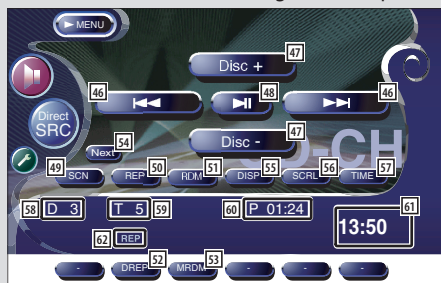 MENU
47
Disc +
46 48 46
Direct
SRC
54 47
Next Disc - CD-CH
49 50 51 55 56 57
SCN REP RDM DISP SCRL TIME
58 D 3 T 5 59 60 P 01:24 61
13:50
62 REP
52 53
- DREP MRDM - - -